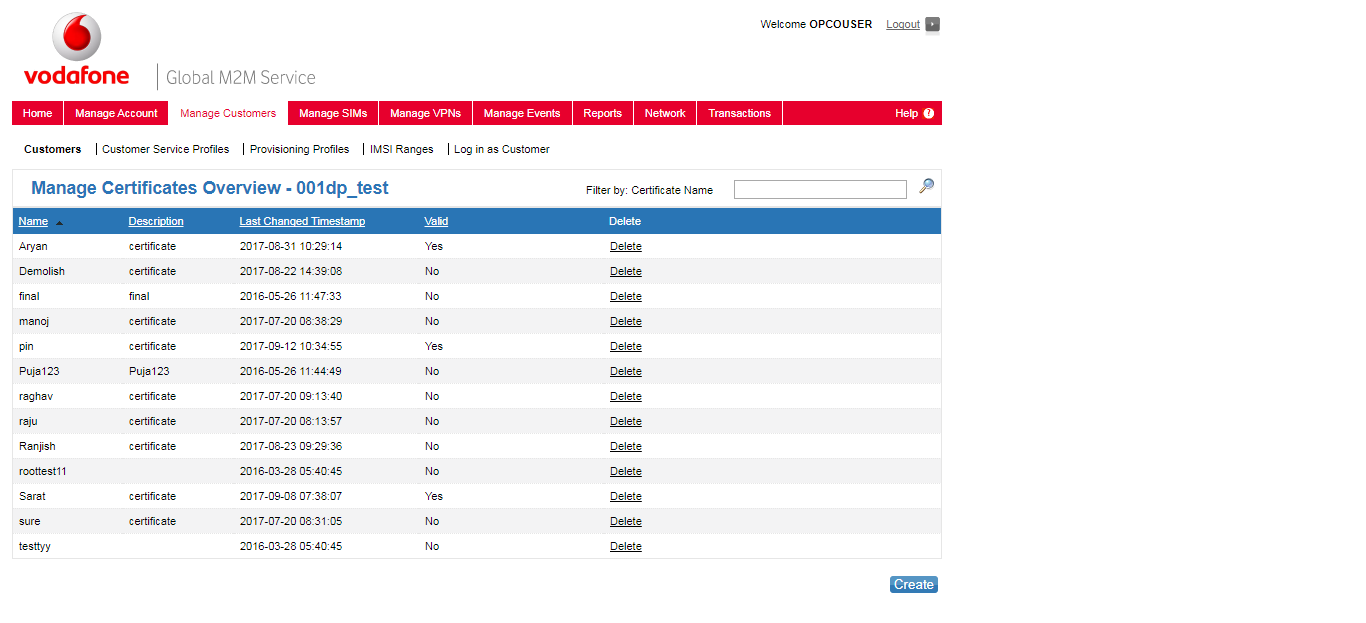 Welcome OPCOUSER Logout
vodafone Global M2M Service
Home Manage Account Manage Customers Manage SIMs Manage VPNs Manage Events Reports Network Transactions Help ?
Customers Customer Service Profiles Provisioning Profiles IMSI Ranges Log in as Customer
Manage Certificates Overview - 001dp_test Filter by: Certificate Name
Name Description Last Changed Timestamp Valid Delete
Aryan certificate 2017-08-31 10:29:14 Yes Delete
Demolish certificate 2017-08-22 14:39:08 No Delete
final final 2016-05-26 11:47:33 No Delete
manoj certificate 2017-07-20 08:38:29 No Delete
pin certificate 2017-09-12 10:34:55 Yes Delete
Puja123 Puja123 2016-05-26 11:44:49 No Delete
raghav certificate 2017-07-20 09:13:40 No Delete
raju certificate 2017-07-20 08:13:57 No Delete
Ranjish certificate 2017-08-23 09:29:36 No Delete
roottest11 2016-03-28 05:40:45 No Delete
Sarat certificate 2017-09-08 07:38:07 Yes Delete
sure certificate 2017-07-20 08:31:05 No Delete
testtyy 2016-03-28 05:40:45 No Delete
Create